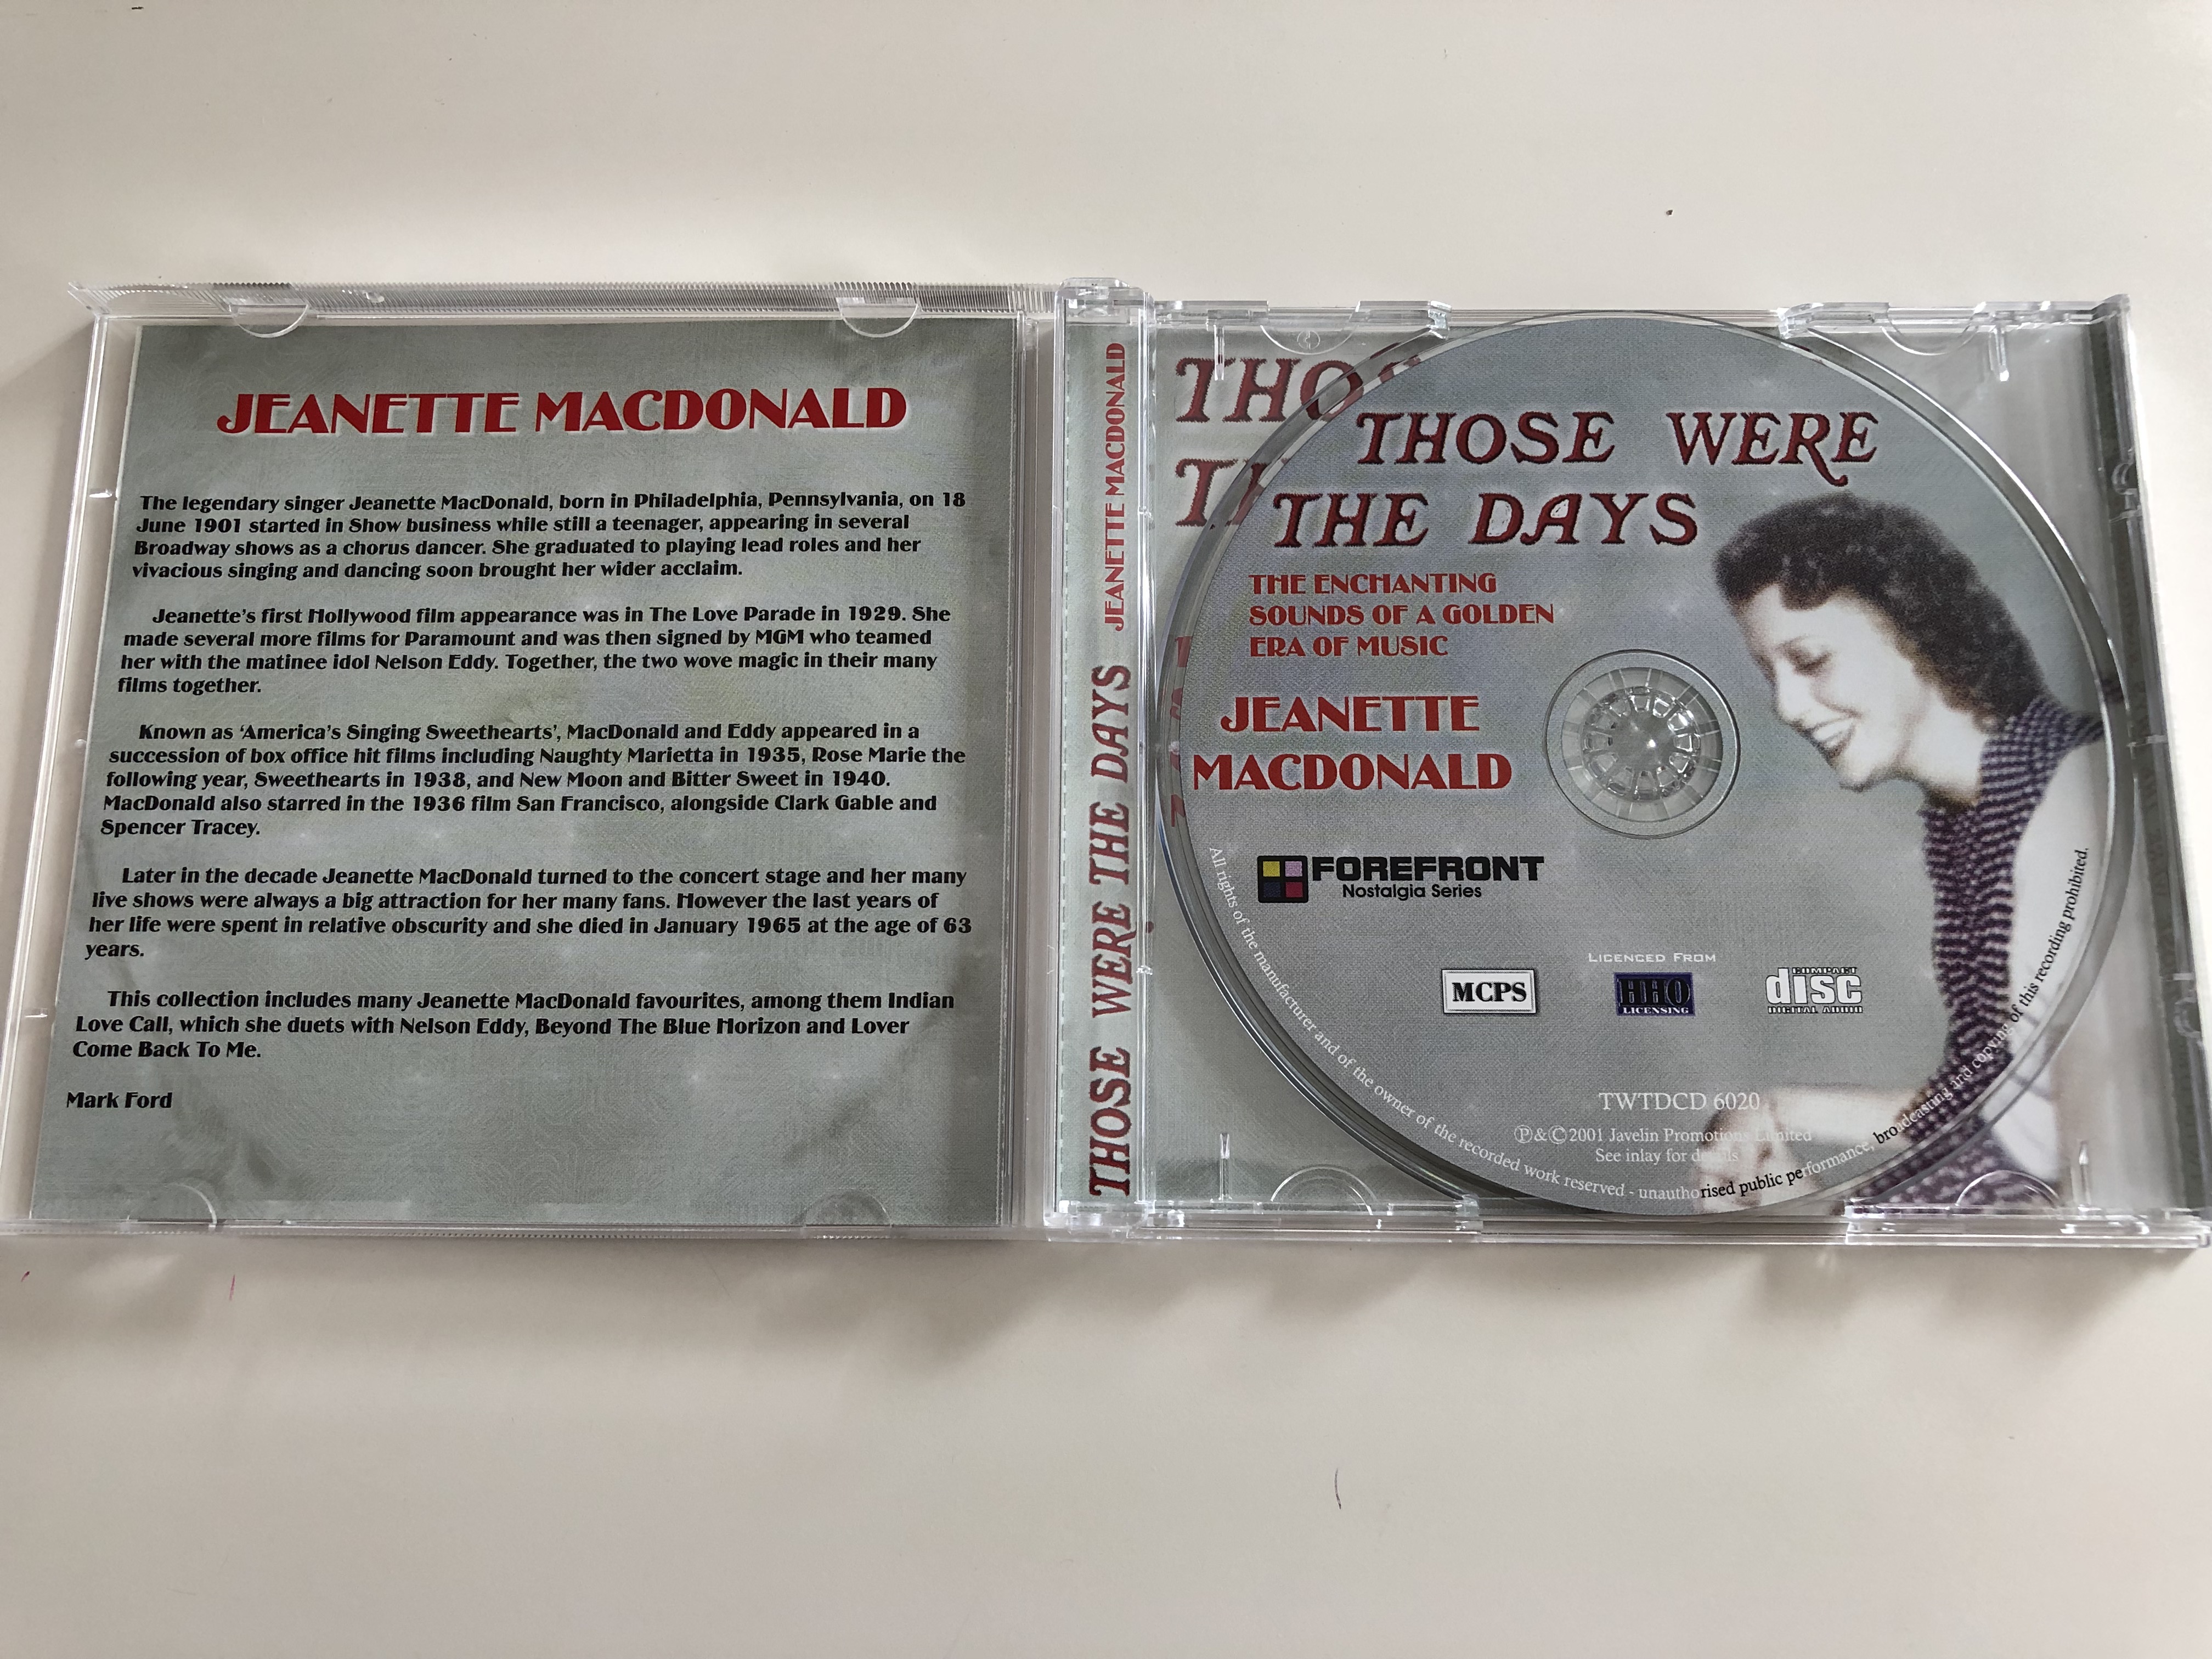 JEANETTE MACDONALD
The legendary singer Jeanette MacDonald, born in Philadelphia, Pennsylvania, on 18
June 1901 started in Show business while still a teenager, appearing in several
Broadway shows as a chorus dancer. She graduated to playing lead roles and her
vivacious singing and dancing soon brought her wider acclaim.
Jeanette's first Hollywood film appearance was in The Love Parade in 1929. She
made several more films for Paramount and was then signed by MGM who teamed
her with the matinee idol Nelson Eddy. Together, the two wove magic in their many
films together.
Known as 'America's Singing Sweethearts', MacDonald and Eddy appeared in a
succession of box office hit films including Naughty Marietta in 1935, Rose Marie the
following year, Sweethearts in 1938, and New Moon and Bitter Sweet in 1940.
MacDonald also starred in the 1936 film San Francisco, alongside Clark Gable and
Spencer Tracey.
Later in the decade Jeanette MacDonald turned to the concert stage and her many
live shows were always a big attraction for her many fans. However the last years of
her life were spent in relative obscurity and she died in January 1965 at the age of 63
years.
This collection includes many Jeanette MacDonald favourites, among them Indian
Love Call, which she duets with Nelson Eddy, Beyond The Blue Horizon and Lover
Come Back To Me.
Mark Ford
THOSE WERE THE DAYS JEANETTE MACDONALD
THOSE WERE
THE DAYS
THE ENCHANTING
SOUNDS OF A GOLDEN
ERA OF MUSIC
JEANETTE
MACDONALD
FOREFRONT
Nostalgia Series
LICENCED FROM
MCPS
HHO
LICENSING
COMPACT
disc
DIGITAL AUDIO
TWTDCD 6020
℗&©2001 Javelin Promotions Limited
See inlay for details
All rights of the manufacturer and of the owner of the recorded work reserved - unauthorised public performance, broadcasting and copying of this recording prohibited.